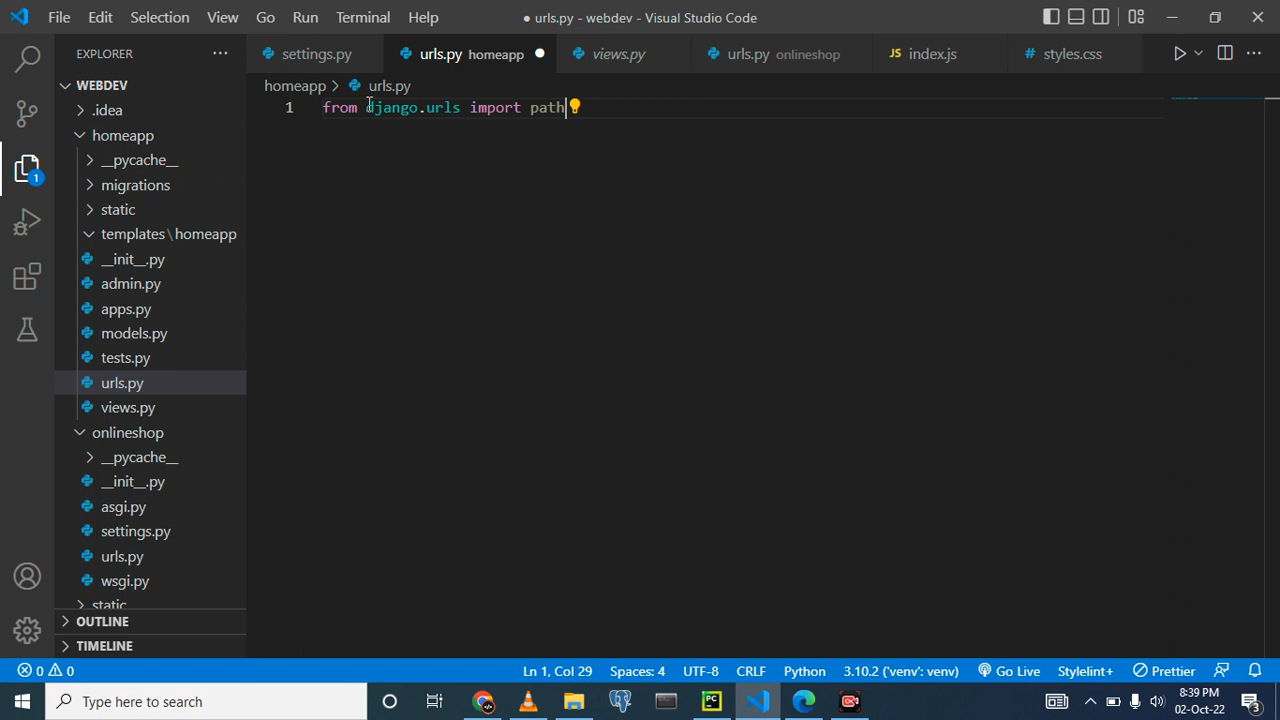 File Edit Selection View Go Run Terminal Help
● urls.py - webdev - Visual Studio Code
EXPLORER
settings.py
urls.py homeapp
views.py
urls.py onlineshop
JS index.js
# styles.css
WEBDEV
homeapp > urls.py
1 from django.urls import path
.idea
homeapp
__pycache__
migrations
static
templates\homeapp
__init__.py
admin.py
apps.py
models.py
tests.py
urls.py
views.py
onlineshop
__pycache__
__init__.py
asgi.py
settings.py
urls.py
wsgi.py
static
OUTLINE
TIMELINE
1
0 0
Ln 1, Col 29 Spaces: 4 UTF-8 CRLF Python 3.10.2 ('venv': venv) Go Live Stylelint+ Prettier
Type here to search
PC
8:39 PM
02-Oct-22
3